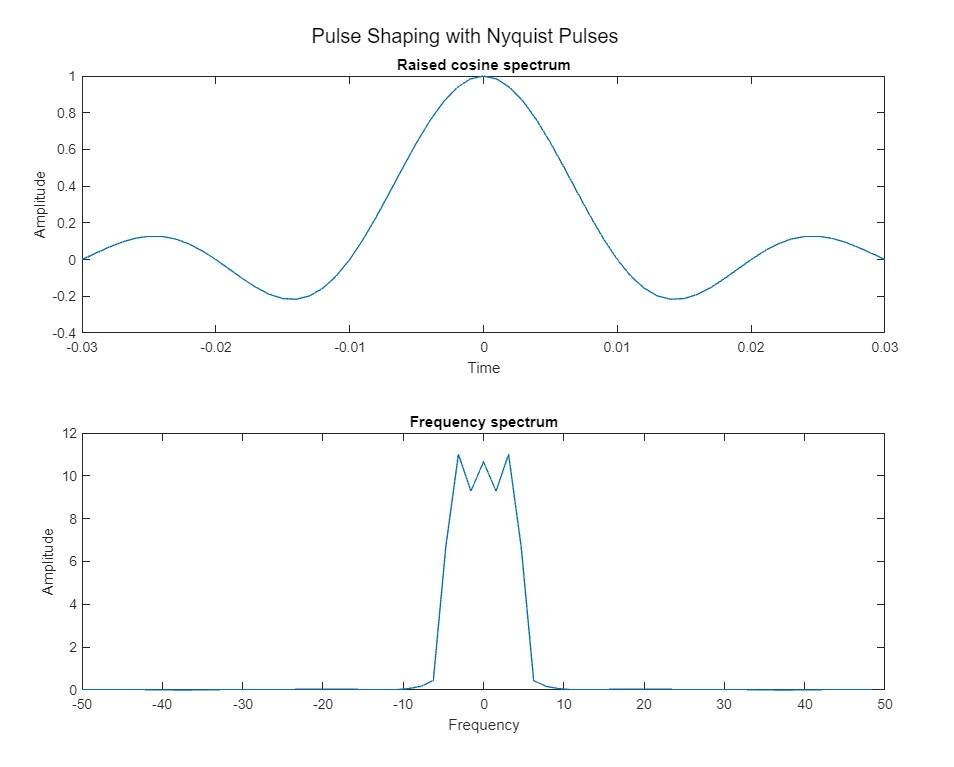 Pulse Shaping with Nyquist Pulses
Raised cosine spectrum
1
0.8
0.6
0.4
0.2
0
-0.2
-0.4
Amplitude
-0.03 -0.02 -0.01 0 0.01 0.02 0.03
Time
Frequency spectrum
12
10
8
6
4
2
0
Amplitude
-50 -40 -30 -20 -10 0 10 20 30 40 50
Frequency